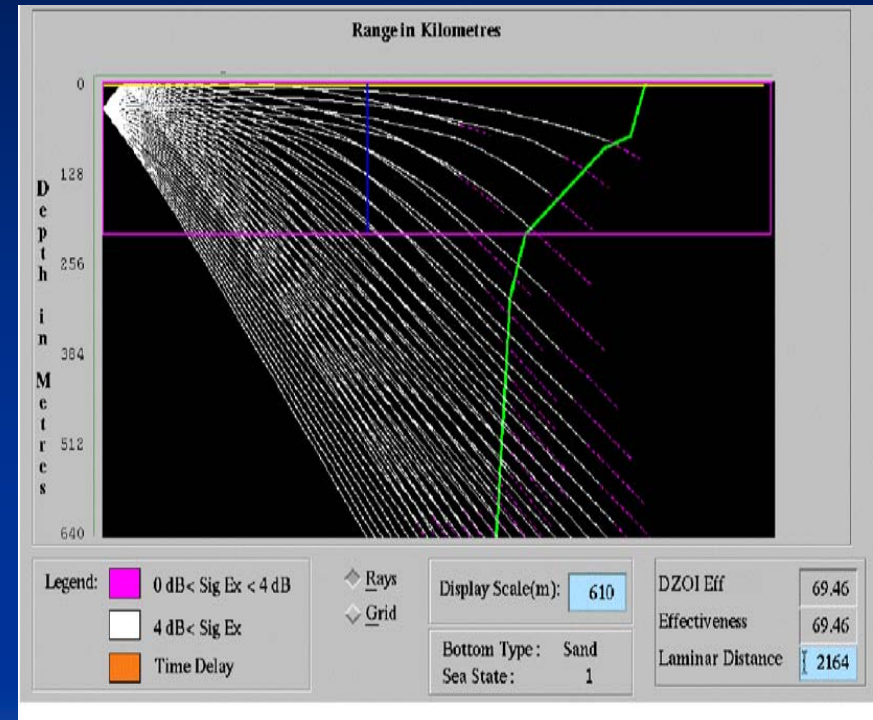 Range in Kilometres
0
128
256
384
512
640
Depth in Metres
Legend:
0 dB< Sig Ex < 4 dB
4 dB< Sig Ex
Time Delay
Rays
Grid
Display Scale(m): 610
Bottom Type : Sand
Sea State : 1
DZOI Eff 69.46
Effectiveness 69.46
Laminar Distance 2164